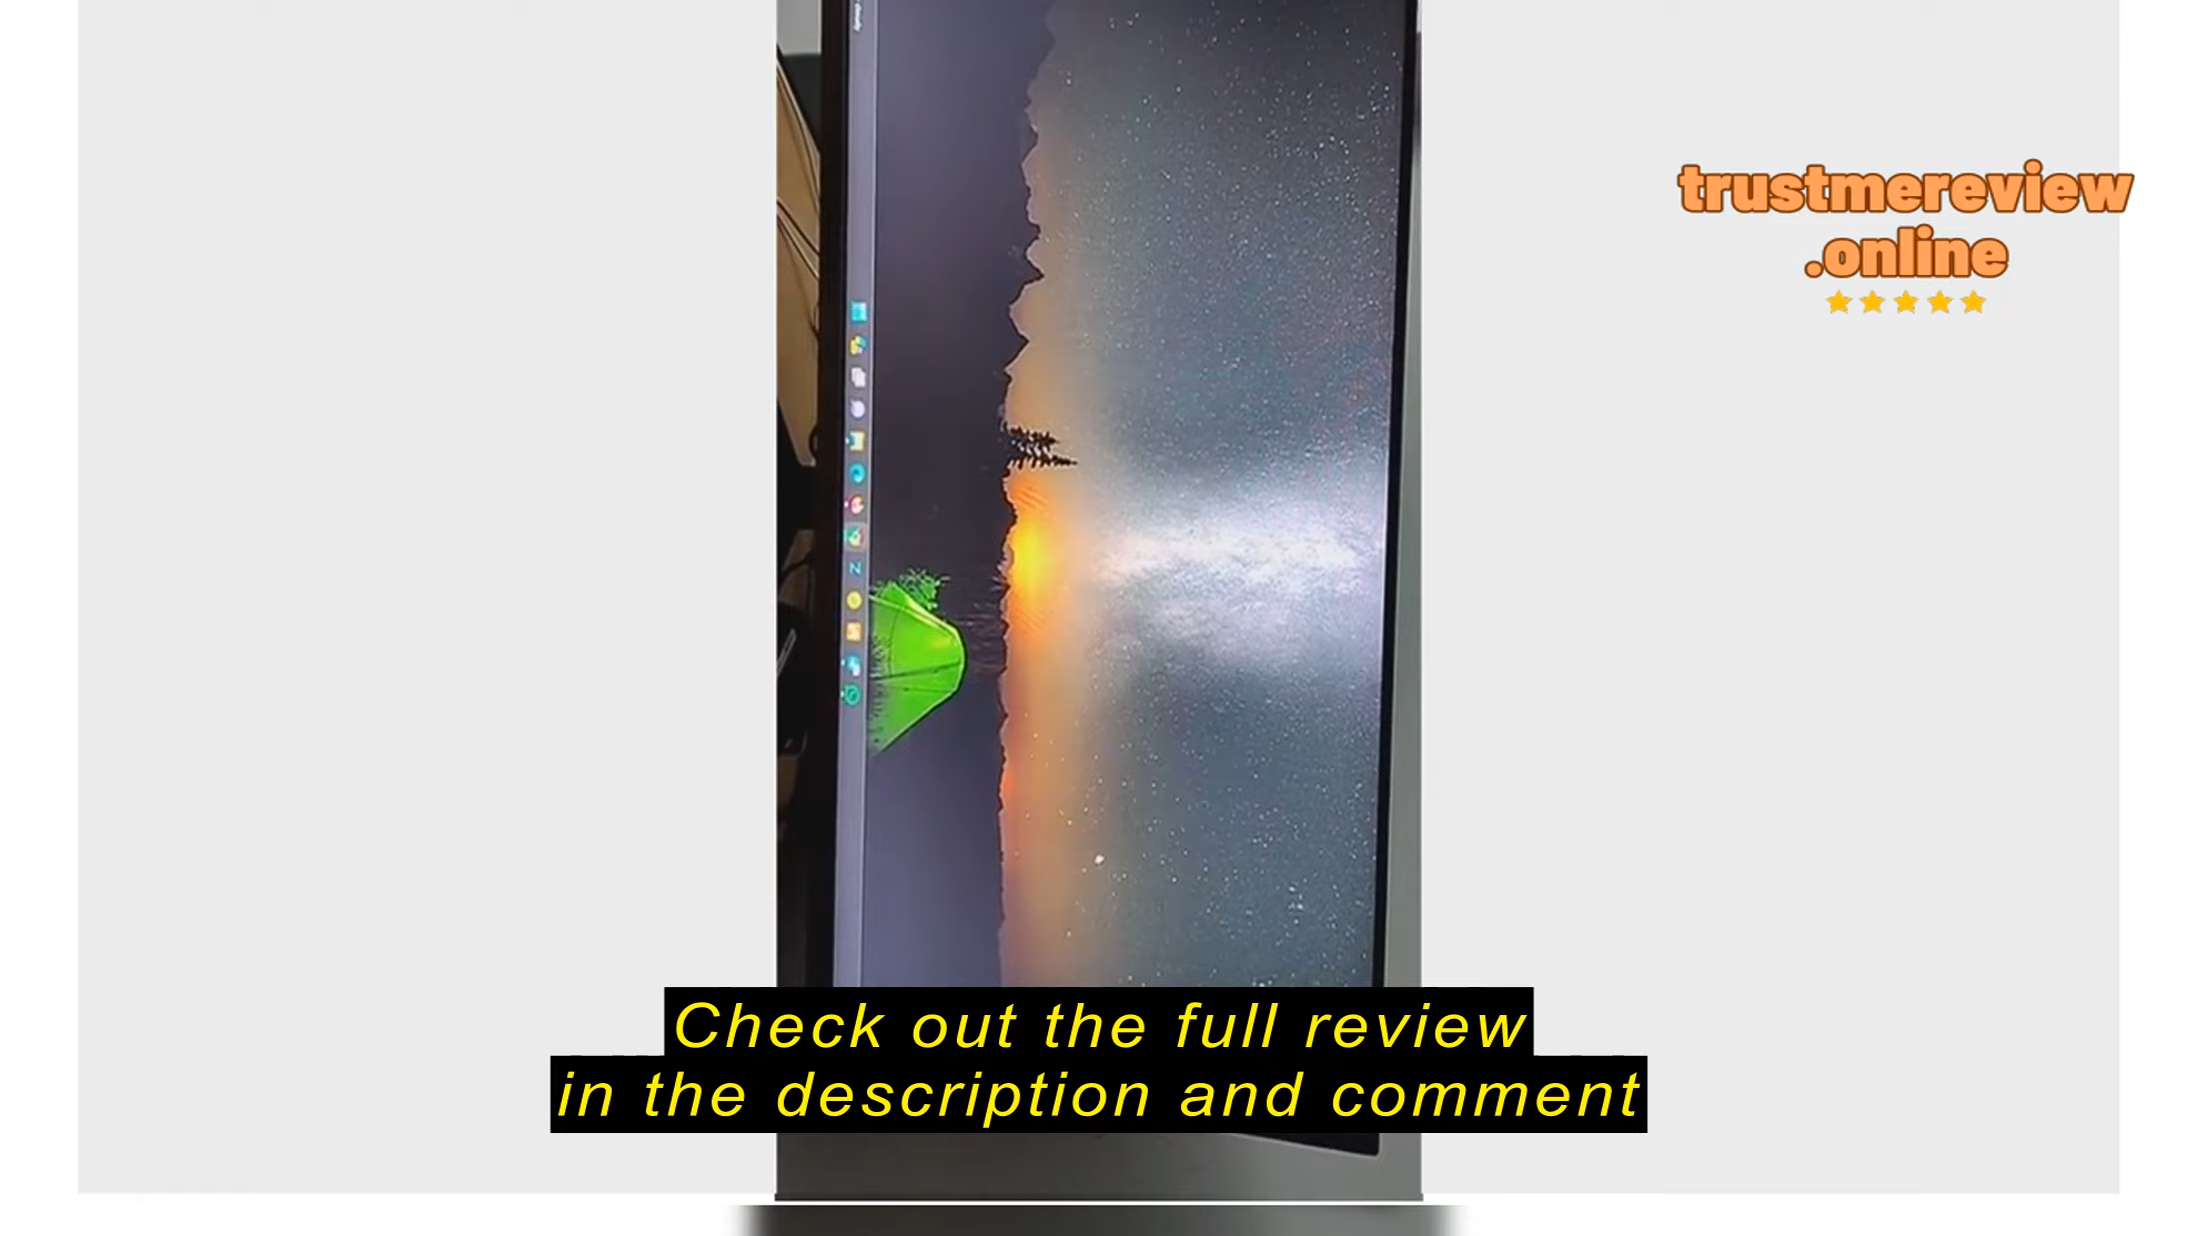 trustmereview
.online
Check out the full review
in the description and comment